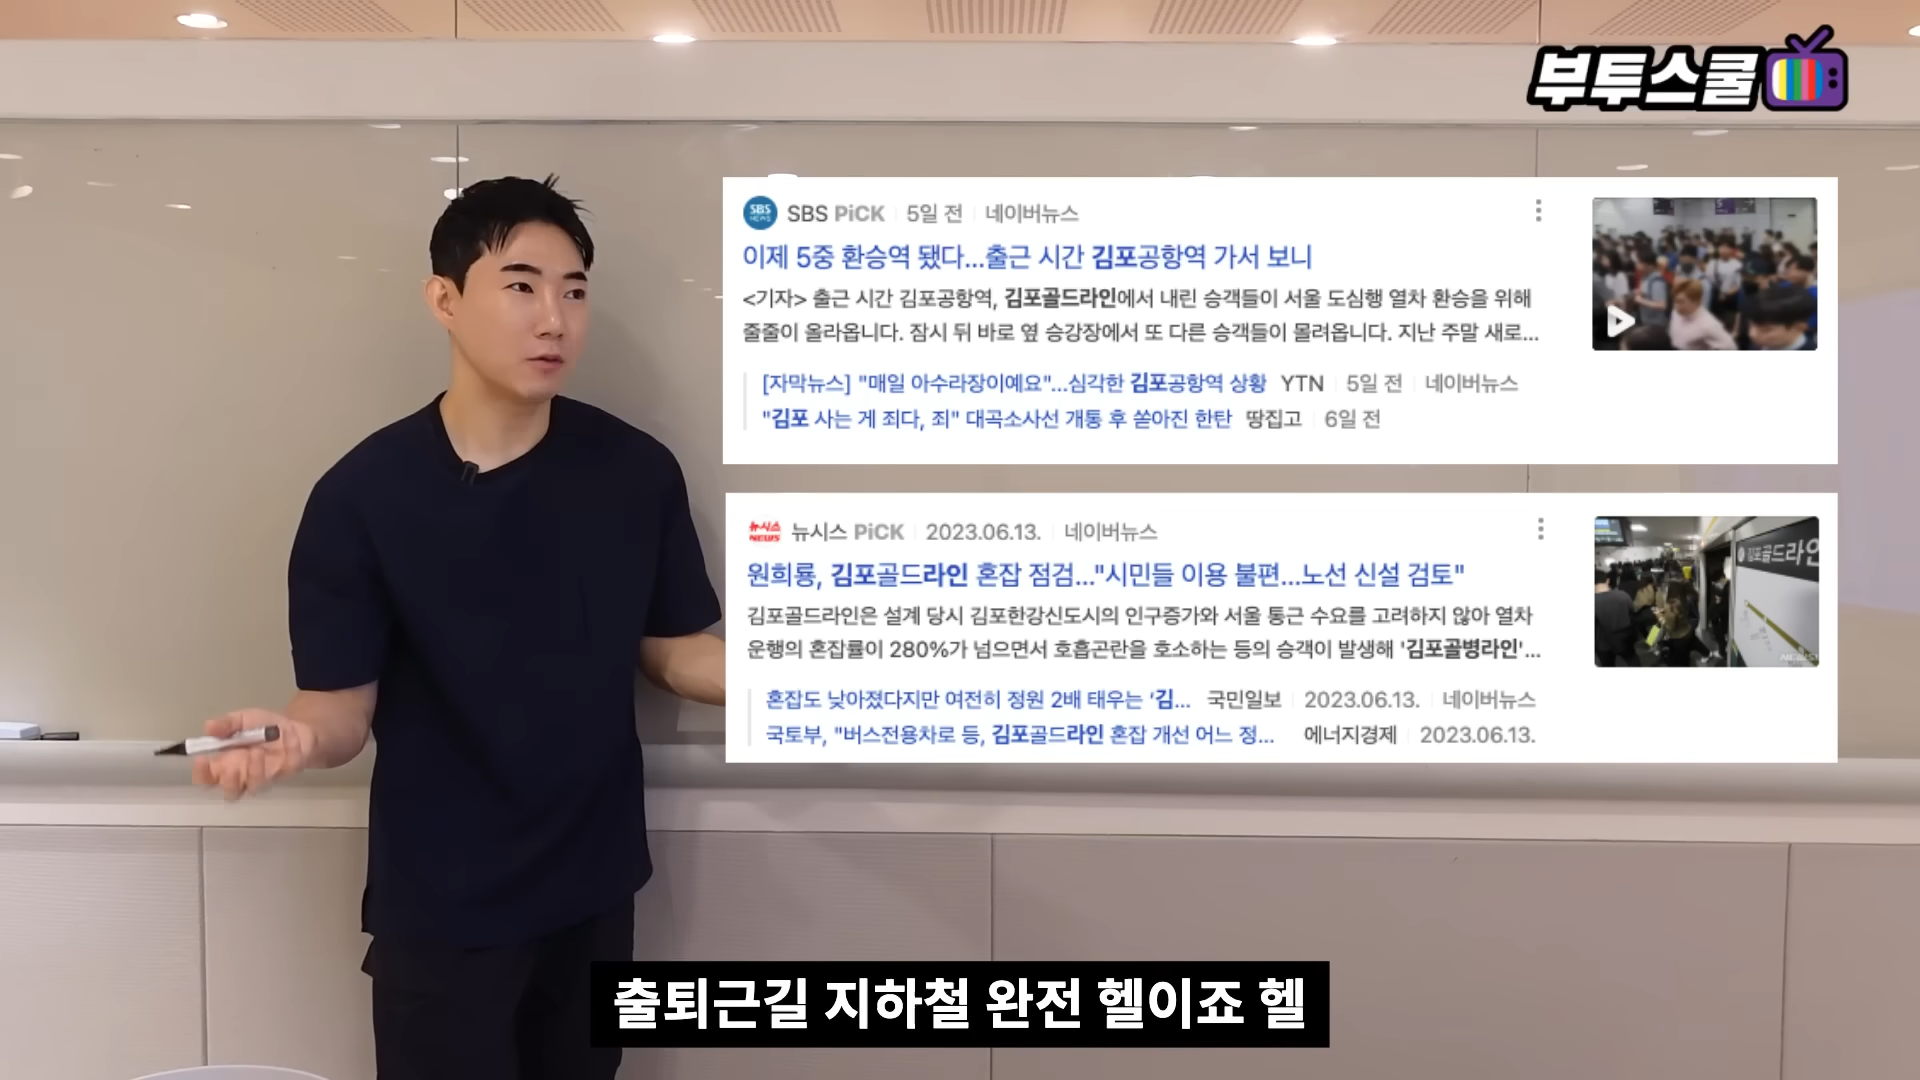 부투스쿨
SBS NEWS SBS PiCK 5일 전 네이버뉴스
이제 5중 환승역 됐다...출근 시간 김포공항역 가서 보니
<기자> 출근 시간 김포공항역, 김포골드라인에서 내린 승객들이 서울 도심행 열차 환승을 위해
줄줄이 올라옵니다. 잠시 뒤 바로 옆 승강장에서 또 다른 승객들이 몰려옵니다. 지난 주말 새로...
[자막뉴스] "매일 아수라장이예요"...심각한 김포공항역 상황 YTN 5일 전 네이버뉴스
"김포 사는 게 죄다, 죄" 대곡소사선 개통 후 쏟아진 한탄 땅집고 6일 전
뉴시스 NEWS 뉴시스 PiCK 2023.06.13. 네이버뉴스
원희룡, 김포골드라인 혼잡 점검..."시민들 이용 불편...노선 신설 검토"
김포골드라인은 설계 당시 김포한강신도시의 인구증가와 서울 통근 수요를 고려하지 않아 열차
운행의 혼잡률이 280%가 넘으면서 호흡곤란을 호소하는 등의 승객이 발생해 '김포골병라인'...
김포골드라인
혼잡도 낮아졌다지만 여전히 정원 2배 태우는 '김... 국민일보 2023.06.13. 네이버뉴스
국토부, "버스전용차로 등, 김포골드라인 혼잡 개선 어느 정... 에너지경제 2023.06.13.
출퇴근길 지하철 완전 헬이죠 헬